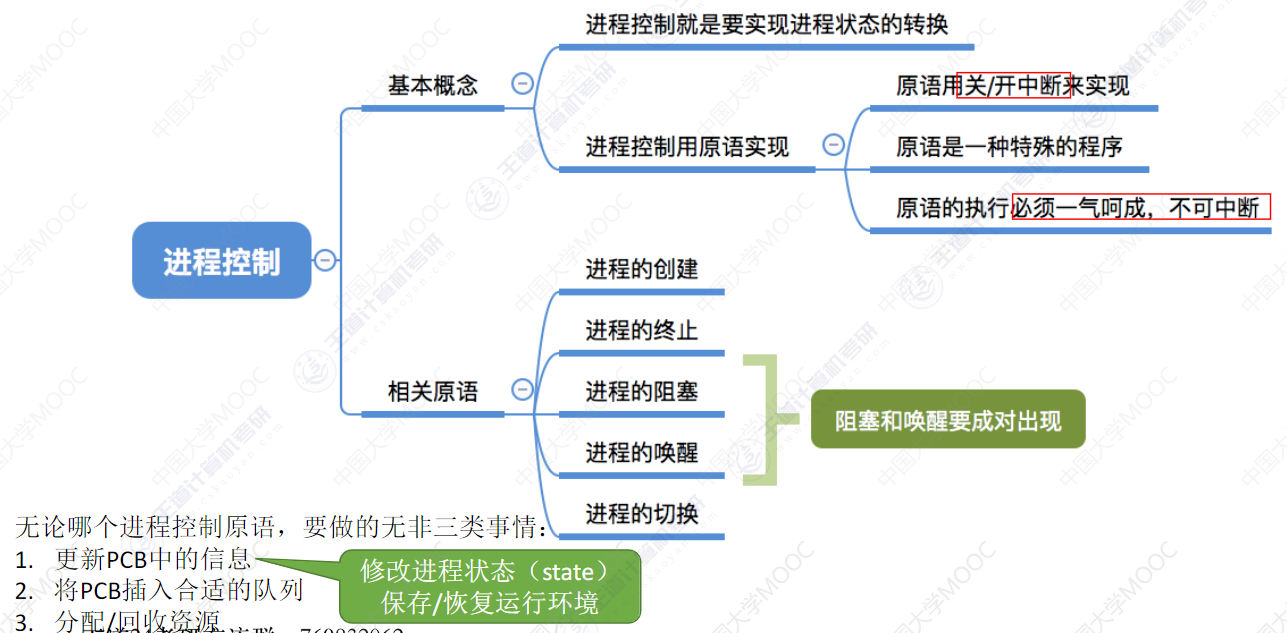 进程控制就是要实现进程状态的转换
基本概念
原语用关/开中断来实现
进程控制用原语实现
原语是一种特殊的程序
原语的执行必须一气呵成，不可中断
进程控制
进程的创建
进程的终止
相关原语
进程的阻塞
阻塞和唤醒要成对出现
进程的唤醒
进程的切换
无论哪个进程控制原语，要做的无非三类事情：
1. 更新PCB中的信息
修改进程状态（state）
保存/恢复运行环境
2. 将PCB插入合适的队列
3. 分配/回收资源
中国大学MOOC
王道计算机考研
www.cskaoyan.com